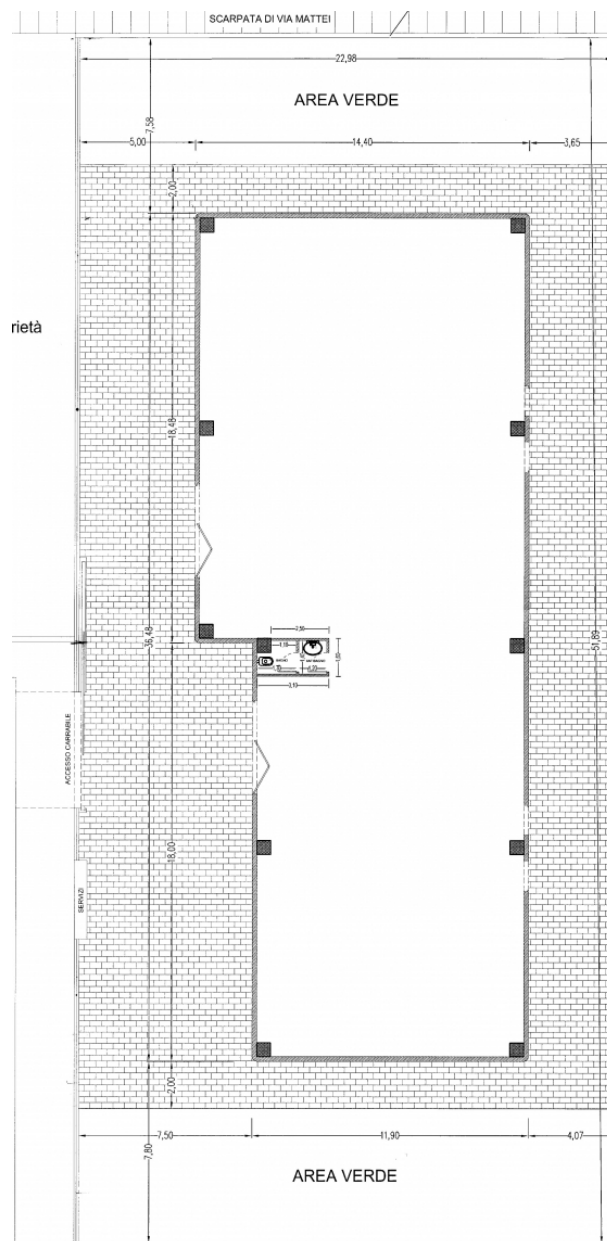 SCARPATA DI VIA MATTEI
22,98
AREA VERDE
7,58
5,00
14,40
3,65
2,00
rietà
18,48
36,48
51,89
ACCESSO CARRABILE
18,00
SERVIZI
2,00
7,50
11,90
4,07
7,80
AREA VERDE